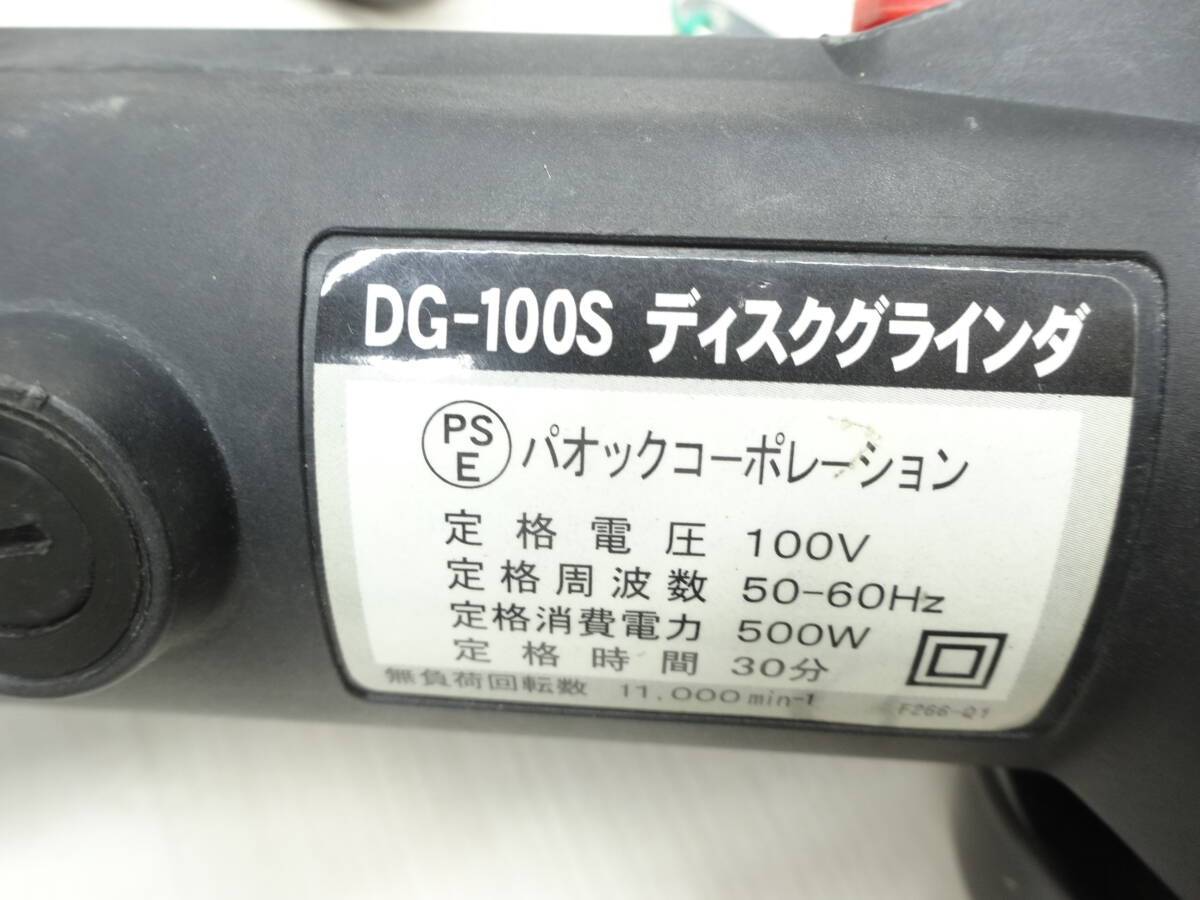 DG-100S ディスクグラインダ
PS
E
パオックコーポレーション
定格電圧 100V
定格周波数 50-60Hz
定格消費電力 500W
定格時間 30分
無負荷回転数 11,000min-1
F266-Q1